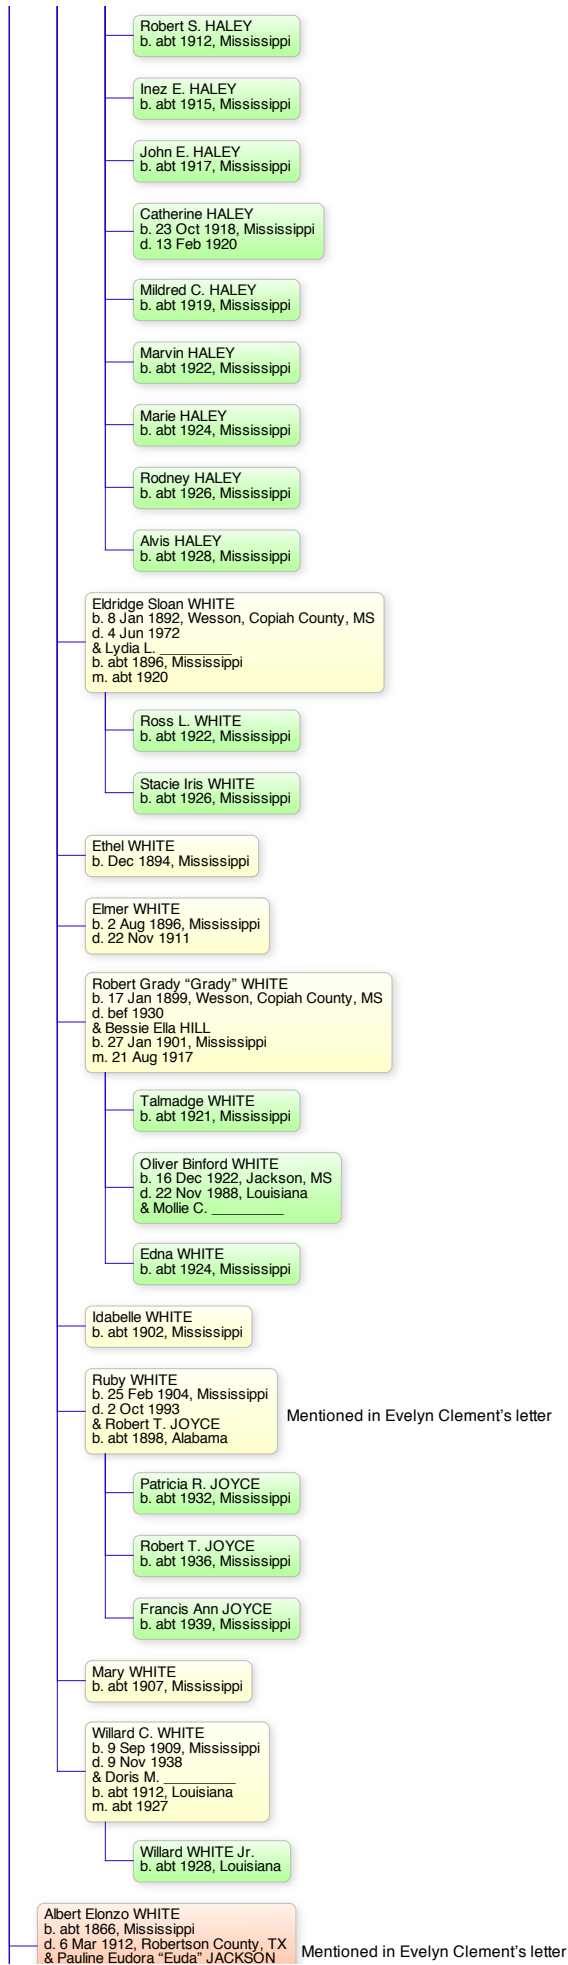 Robert S. HALEY
b. abt 1912, Mississippi
Inez E. HALEY
b. abt 1915, Mississippi
John E. HALEY
b. abt 1917, Mississippi
Catherine HALEY
b. 23 Oct 1918, Mississippi
d. 13 Feb 1920
Mildred C. HALEY
b. abt 1919, Mississippi
Marvin HALEY
b. abt 1922, Mississippi
Marie HALEY
b. abt 1924, Mississippi
Rodney HALEY
b. abt 1926, Mississippi
Alvis HALEY
b. abt 1928, Mississippi
Eldridge Sloan WHITE
b. 8 Jan 1892, Wesson, Copiah County, MS
d. 4 Jun 1972
& Lydia L. _________
b. abt 1896, Mississippi
m. abt 1920
Ross L. WHITE
b. abt 1922, Mississippi
Stacie Iris WHITE
b. abt 1926, Mississippi
Ethel WHITE
b. Dec 1894, Mississippi
Elmer WHITE
b. 2 Aug 1896, Mississippi
d. 22 Nov 1911
Robert Grady “Grady” WHITE
b. 17 Jan 1899, Wesson, Copiah County, MS
d. bef 1930
& Bessie Ella HILL
b. 27 Jan 1901, Mississippi
m. 21 Aug 1917
Talmadge WHITE
b. abt 1921, Mississippi
Oliver Binford WHITE
b. 16 Dec 1922, Jackson, MS
d. 22 Nov 1988, Louisiana
& Mollie C. _________
Edna WHITE
b. abt 1924, Mississippi
Idabelle WHITE
b. abt 1902, Mississippi
Ruby WHITE
b. 25 Feb 1904, Mississippi
d. 2 Oct 1993
& Robert T. JOYCE
b. abt 1898, Alabama
Mentioned in Evelyn Clement’s letter
Patricia R. JOYCE
b. abt 1932, Mississippi
Robert T. JOYCE
b. abt 1936, Mississippi
Francis Ann JOYCE
b. abt 1939, Mississippi
Mary WHITE
b. abt 1907, Mississippi
Willard C. WHITE
b. 9 Sep 1909, Mississippi
d. 9 Nov 1938
& Doris M. _________
b. abt 1912, Louisiana
m. abt 1927
Willard WHITE Jr.
b. abt 1928, Louisiana
Albert Elonzo WHITE
b. abt 1866, Mississippi
d. 6 Mar 1912, Robertson County, TX
& Pauline Eudora “Euda” JACKSON
Mentioned in Evelyn Clement’s letter